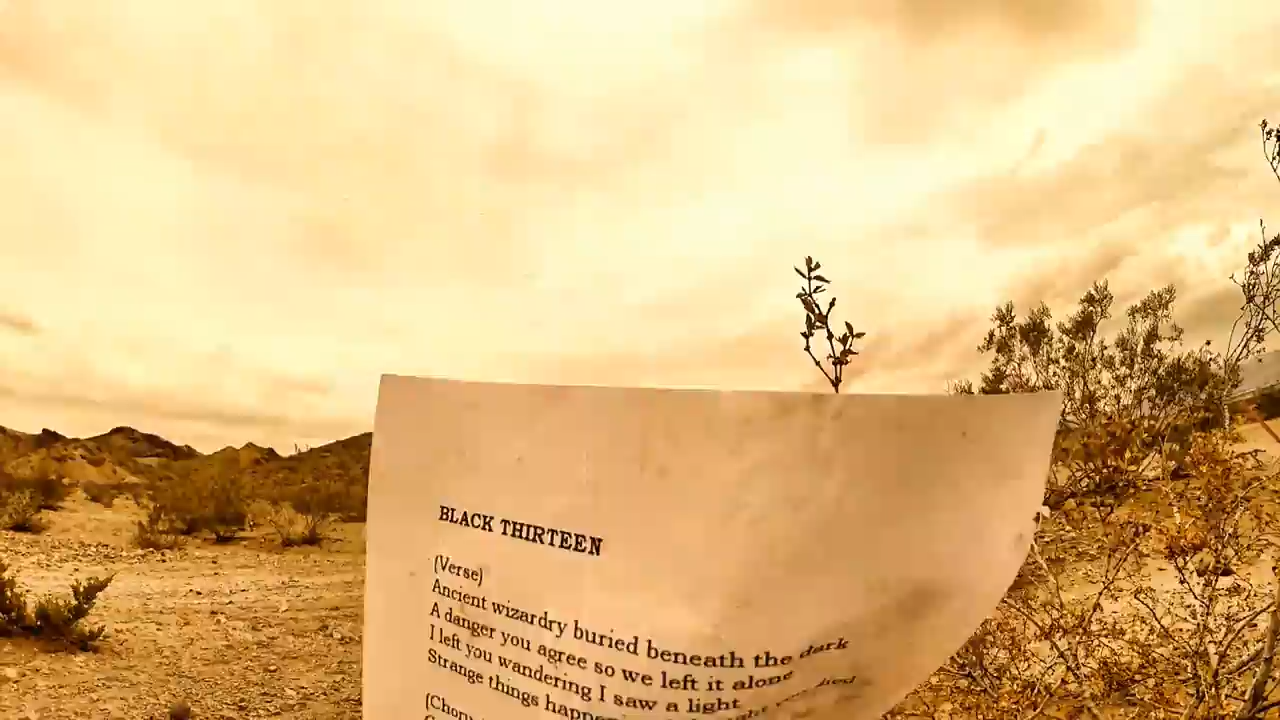 BLACK THIRTEEN
(Verse)
Ancient wizardry buried beneath the dark
A danger you agree so we left it alone
I left you wandering I saw a light
Strange things died